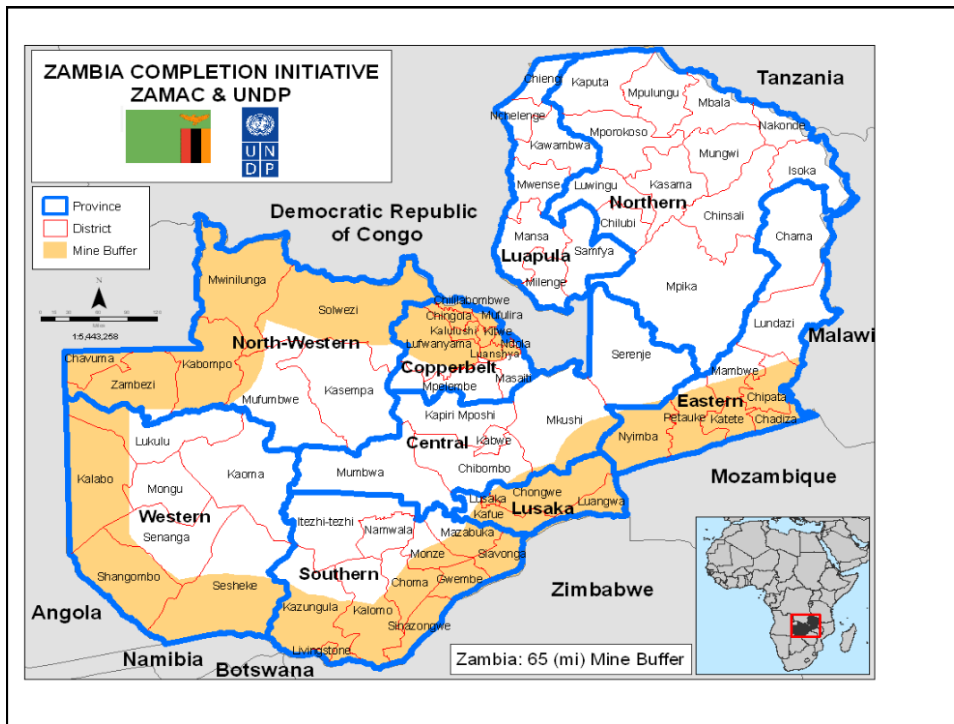 ZAMBIA COMPLETION INITIATIVE
ZAMAC & UNDP
U N
D P
Province
District
Mine Buffer
Miles
1:5,443,258
Tanzania
Democratic Republic
of Congo
Malawi
Mozambique
Zimbabwe
Botswana
Namibia
Angola
Chieng
Kaputa
Mpulungu
Mbala
Nchelenge
Nakonde
Mporokoso
Kawambwa
Mungwi
Isoka
Mwense
Luwingu
Kasama
Northern
Chinsali
Chilubi
Chama
Mansa
Samfya
Luapula
Milenge
Mpika
Lundazi
Mwinilunga
Solwezi
Chililabombwe
Chingola
Mufulira
Kalulushi
Kitwe
North-Western
Lufwanyama
Ndola
Luanshya
Serenje
Chavuma
Kabompo
Copperbelt
Masaiti
Mambwe
Zambezi
Kasempa
Mpelembe
Eastern
Chipata
Mufumbwe
Kapiri Mposhi
Mkushi
Petauke
Katete
Chadiza
Lukulu
Central
Kabwe
Nyimba
Kalabo
Kaoma
Mumbwa
Chibombo
Mongu
Lusaka
Chongwe
Luangwa
Western
Itezhi-tezhi
Kafue
Lusaka
Senanga
Namwala
Mazabuka
Monze
Siavonga
Shangombo
Sesheke
Southern
Choma
Gwembe
Kazungula
Kalomo
Sinazongwe
Livingstone
Zambia: 65 (mi) Mine Buffer